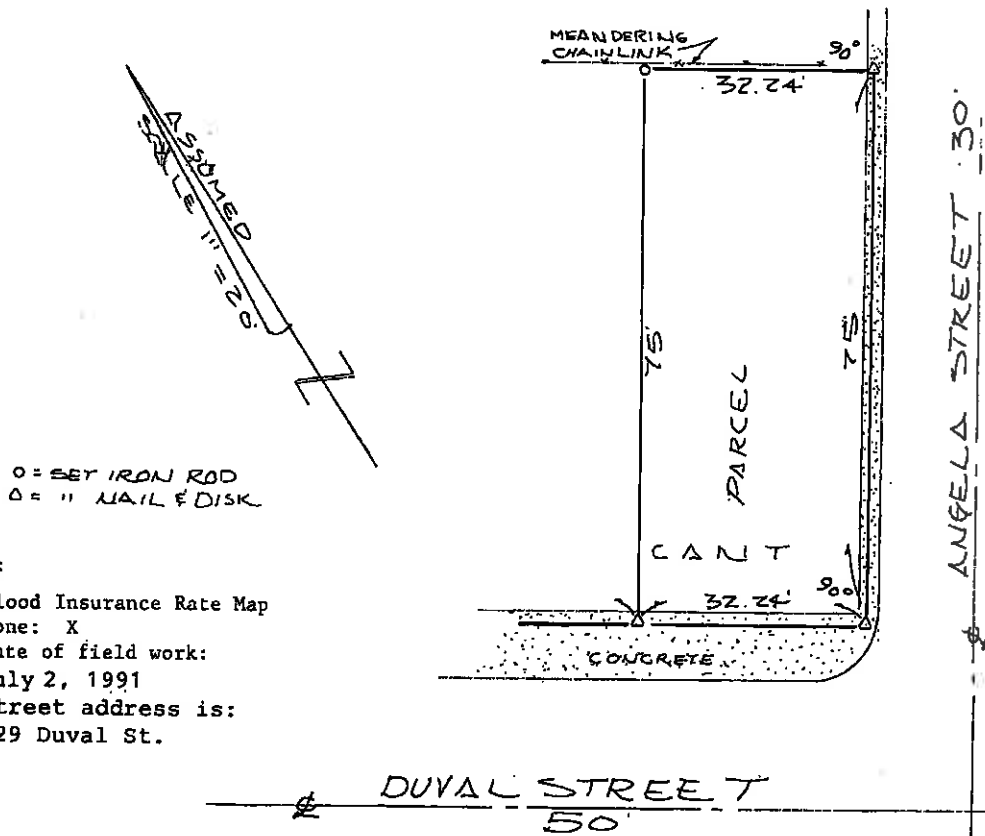 MEANDERING
CHAINLINK
90°
32.24'
ASSUMED
SCALE 1" = 20'
75'
75'
PARCEL
ANGELA STREET 30'
O = SET IRON ROD
Δ = " NAIL & DISK
CANT
90°
32.24'
CONCRETE
:
lood Insurance Rate Map
one: X
ate of field work:
uly 2, 1991
treet address is:
29 Duval St.
℄
℄ DUVAL STREET
50'